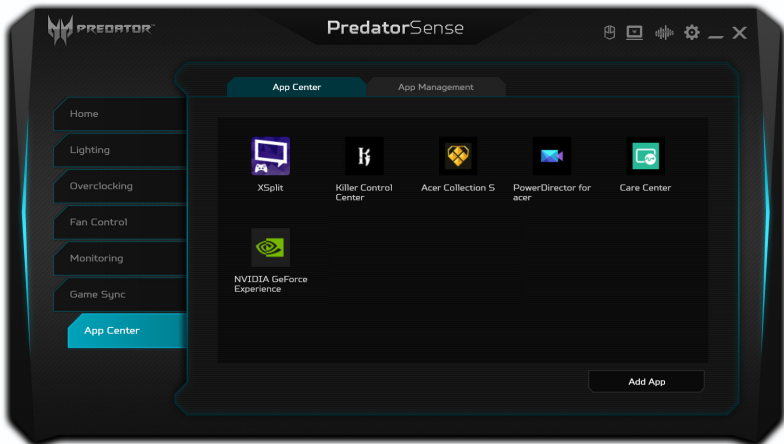 PREDATOR
PredatorSense
App Center
App Management
Home
Lighting
Overclocking
Fan Control
Monitoring
Game Sync
App Center
XSplit
Killer Control
Center
Acer Collection S
PowerDirector for
acer
Care Center
NVIDIA GeForce
Experience
Add App